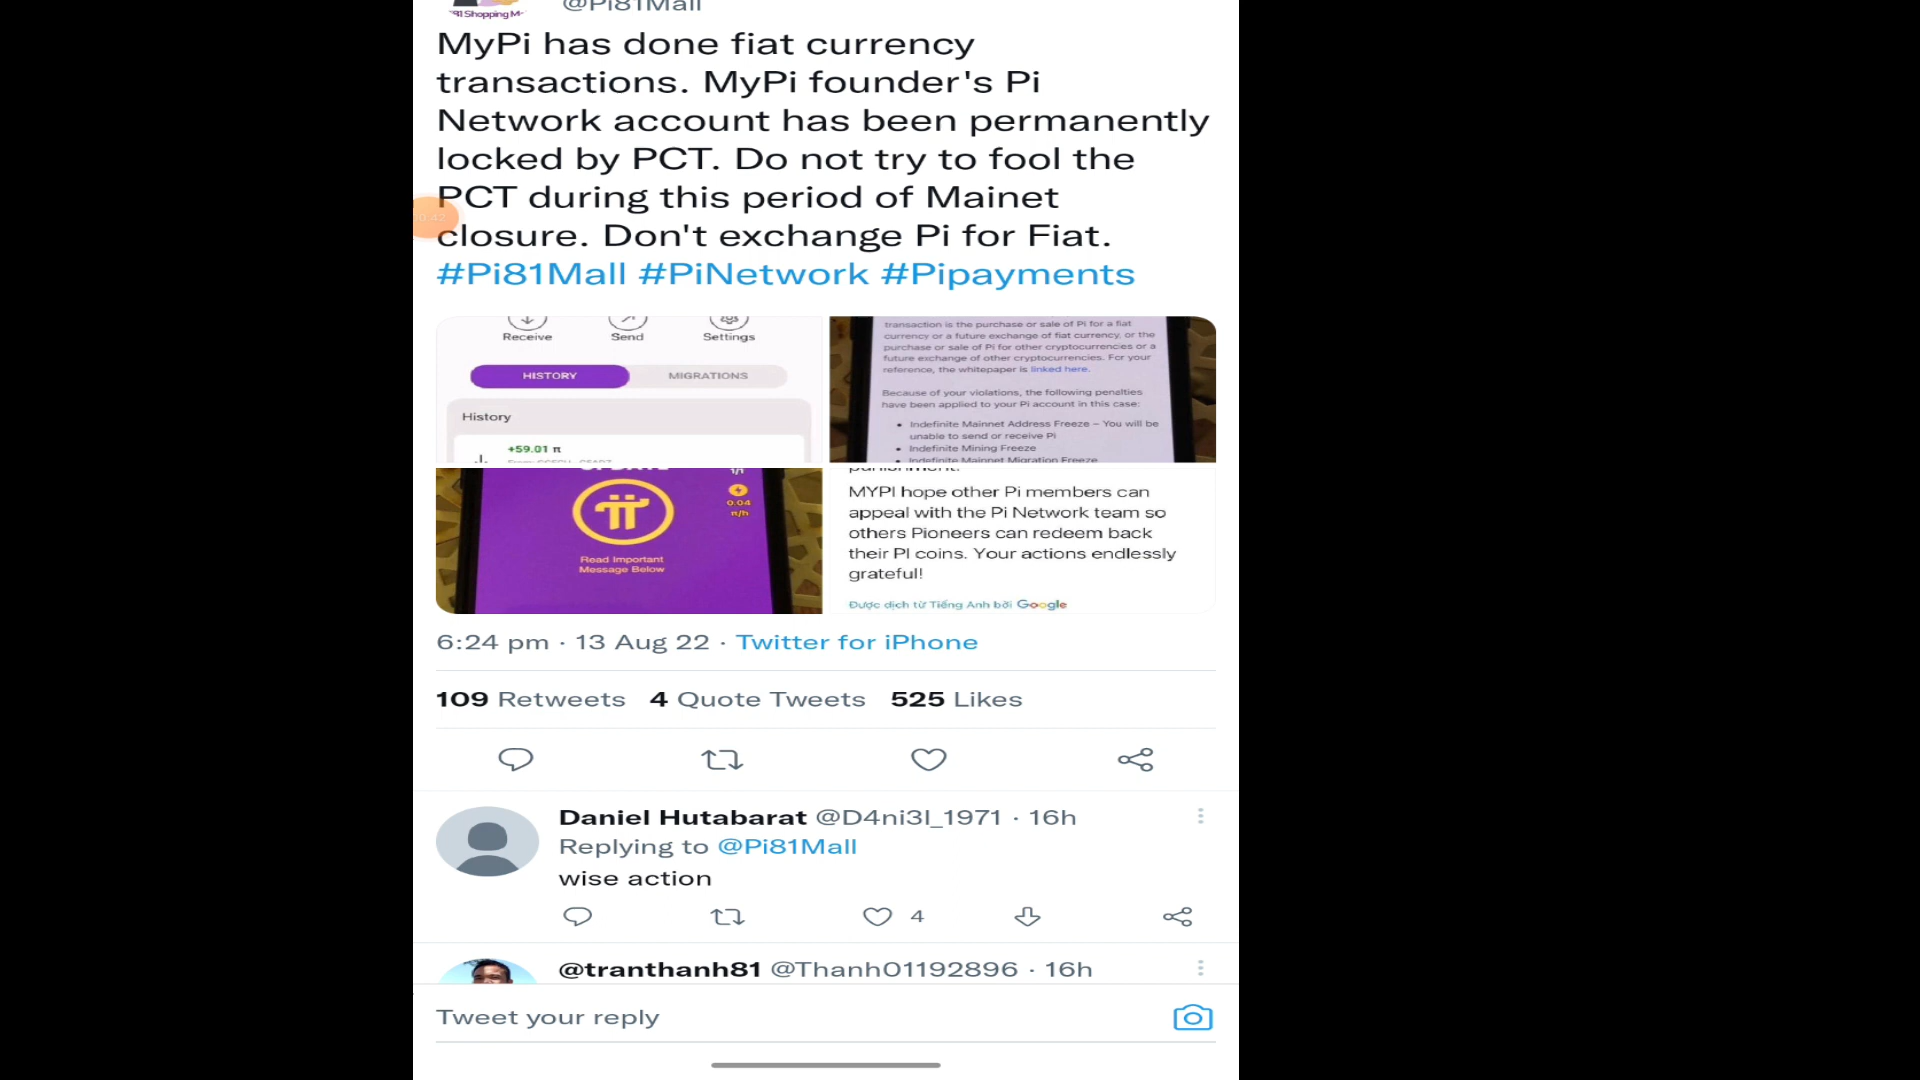 91 Shopping M
@Pi81Mall
MyPi has done fiat currency
transactions. MyPi founder's Pi
Network account has been permanently
locked by PCT. Do not try to fool the
PCT during this period of Mainet
closure. Don't exchange Pi for Fiat.
#Pi81Mall #PiNetwork #Pipayments
Receive Send Settings
HISTORY MIGRATIONS
History
+59.01 π
transaction is the purchase or sale of Pi for a fiat
currency or a future exchange of fiat currency, or the
purchase or sale of Pi for other cryptocurrencies or a
future exchange of other cryptocurrencies. For your
reference, the whitepaper is linked here.
Because of your violations, the following penalties
have been applied to your Pi account in this case:
• Indefinite Mainnet Address Freeze – You will be
unable to send or receive Pi
• Indefinite Mining Freeze
• Indefinite Mainnet Migration Freeze
0.04
π/h
Read Important
Message Below
punishment.
MYPI hope other Pi members can
appeal with the Pi Network team so
others Pioneers can redeem back
their PI coins. Your actions endlessly
grateful!
Được dịch từ Tiếng Anh bởi Google
6:24 pm · 13 Aug 22 · Twitter for iPhone
109 Retweets 4 Quote Tweets 525 Likes
Daniel Hutabarat @D4ni3l_1971 · 16h
Replying to @Pi81Mall
wise action
4
@tranthanh81 @Thanh01192896 · 16h
Tweet your reply